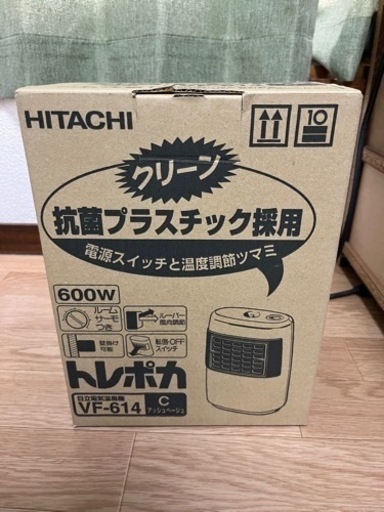 HITACHI
10
クリーン
抗菌プラスチック採用
電源スイッチと温度調節ツマミ
600W
ルーム
サーモ
つき
ルーバー
風向調節
壁掛け
可能
転倒・OFF
スイッチ
トレポカ
日立電気温風機
VF-614
C
アッシュベージュ